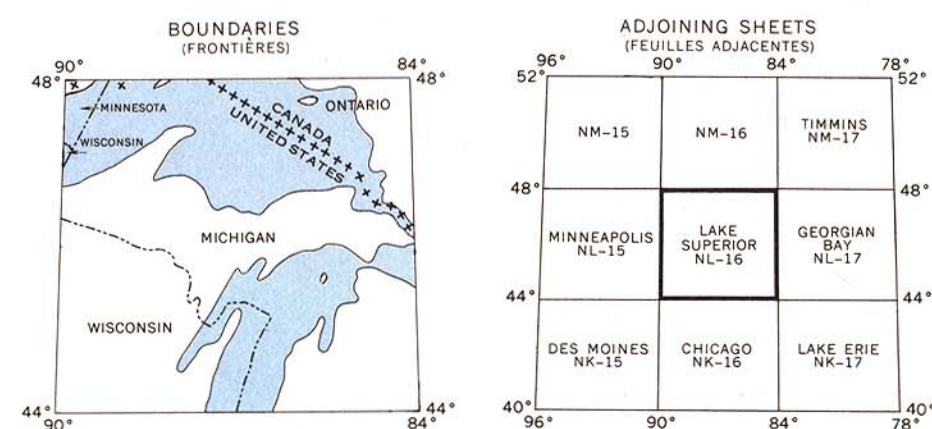 BOUNDARIES
(FRONTIÈRES)
90° 84°
48° 48°
MINNESOTA
WISCONSIN
CANADA
UNITED STATES
ONTARIO
MICHIGAN
WISCONSIN
44° 44°
90° 84°
ADJOINING SHEETS
(FEUILLES ADJACENTES)
96° 90° 84° 78°
52° 52°
NM-15
NM-16
TIMMINS
NM-17
48° 48°
MINNEAPOLIS
NL-15
LAKE
SUPERIOR
NL-16
GEORGIAN
BAY
NL-17
44° 44°
DES MOINES
NK-15
CHICAGO
NK-16
LAKE ERIE
NK-17
40° 40°
96° 90° 84° 78°